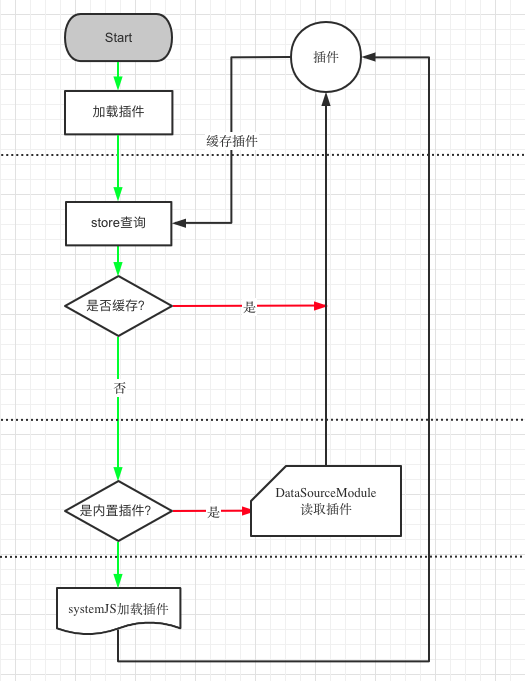 Start
插件
加载插件
缓存插件
store查询
是否缓存?
是
否
DataSourceModule
读取插件
是内置插件?
是
systemJS加载插件